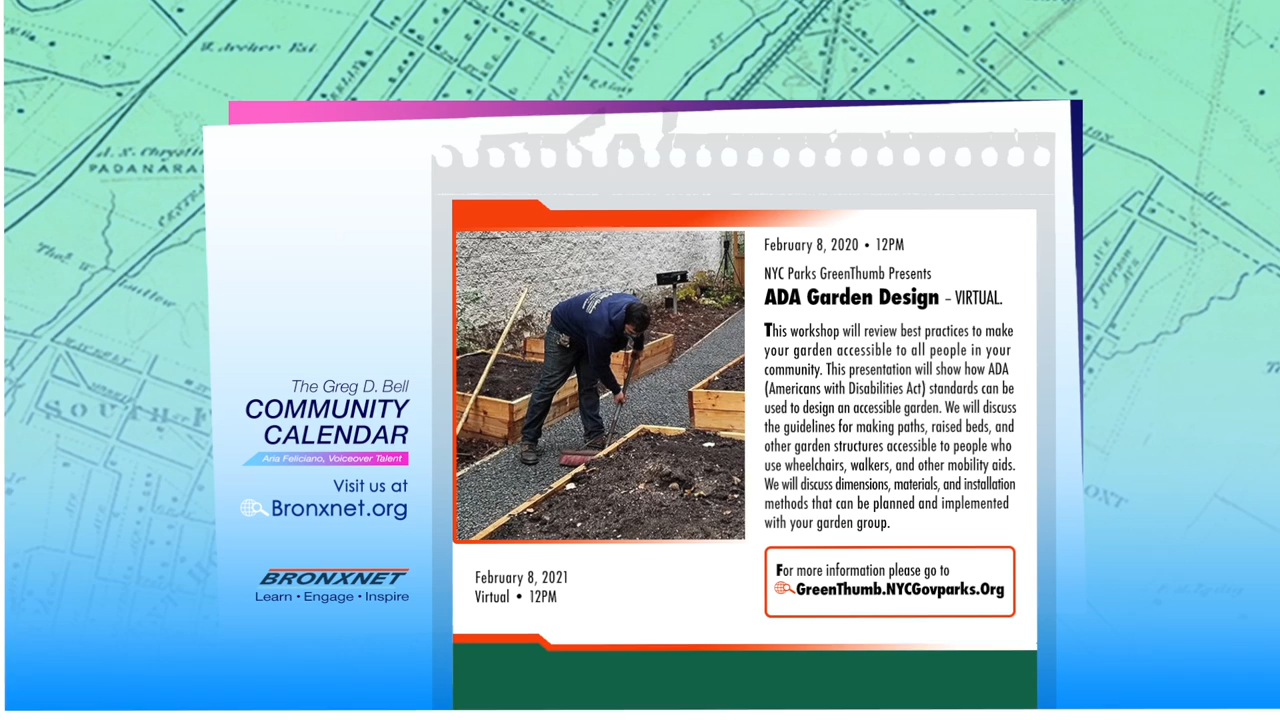 W. Archer Est.
J. S. Christie
PADANARAM
Thos. W
Ludlow
The Greg D. Bell
COMMUNITY
CALENDAR
Aria Feliciano, Voiceover Talent
Visit us at
Bronxnet.org
BRONXNET
Learn • Engage • Inspire
February 8, 2020 • 12PM
NYC Parks GreenThumb Presents
ADA Garden Design – VIRTUAL.
This workshop will review best practices to make
your garden accessible to all people in your
community. This presentation will show how ADA
(Americans with Disabilities Act) standards can be
used to design an accessible garden. We will discuss
the guidelines for making paths, raised beds, and
other garden structures accessible to people who
use wheelchairs, walkers, and other mobility aids.
We will discuss dimensions, materials, and installation
methods that can be planned and implemented
with your garden group.
For more information please go to
GreenThumb.NYCGovparks.Org
February 8, 2021
Virtual • 12PM